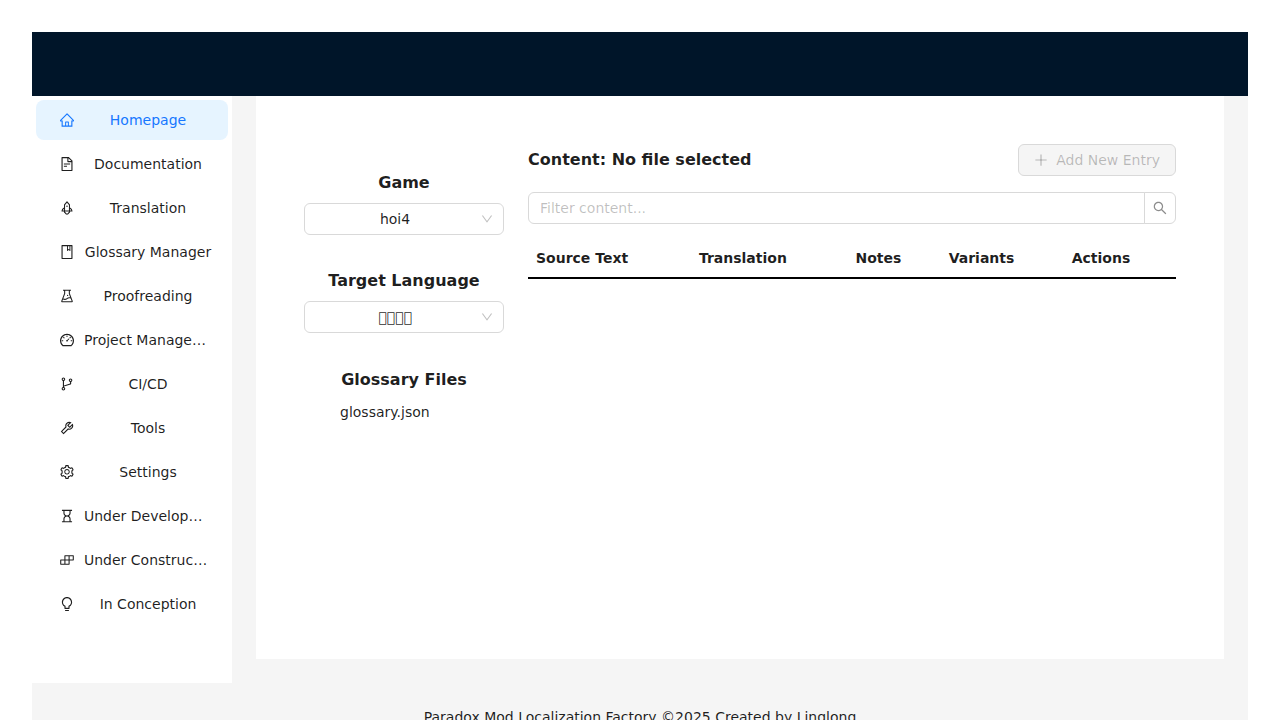 Homepage
Documentation
Translation
Glossary Manager
Proofreading
Project Manage...
CI/CD
Tools
Settings
Under Develop...
Under Construc...
In Conception
Game
hoi4
Target Language
Glossary Files
glossary.json
Content: No file selected
Add New Entry
Filter content...
Source Text Translation Notes Variants Actions
Paradox Mod Localization Factory ©2025 Created by Linglong